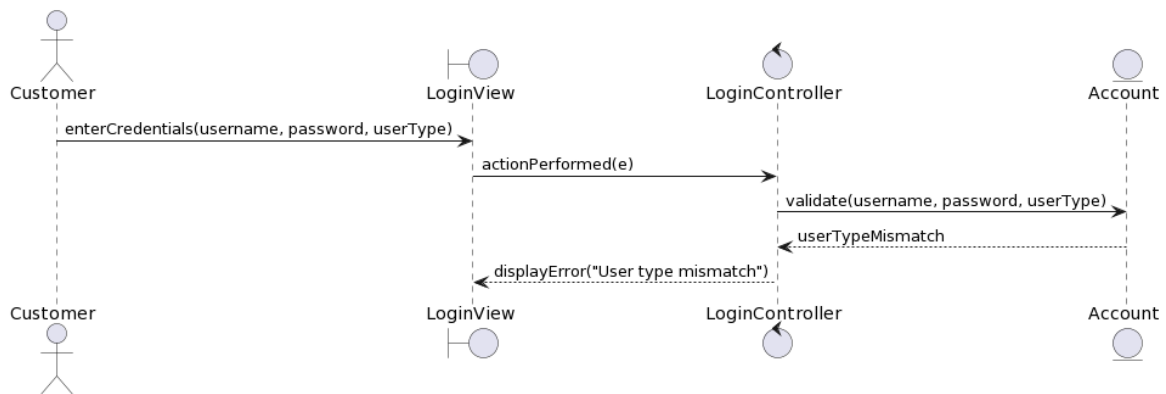 Customer
LoginView
LoginController
Account
enterCredentials(username, password, userType)
actionPerformed(e)
validate(username, password, userType)
userTypeMismatch
displayError("User type mismatch")
Customer
LoginView
LoginController
Account